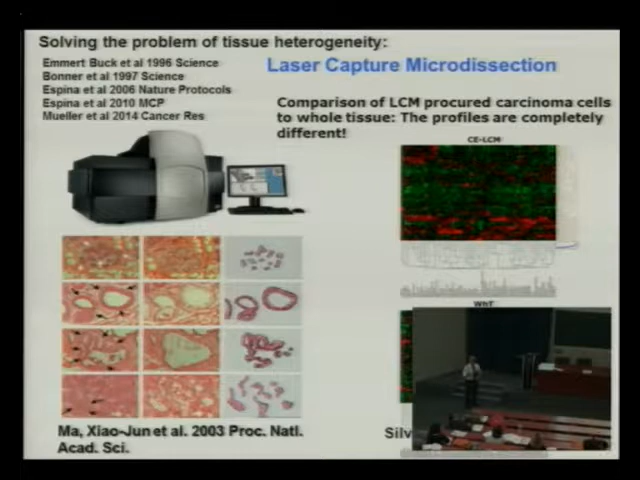 Solving the problem of tissue heterogeneity:
Emmert Buck et al 1996 Science
Bonner et al 1997 Science
Espina et al 2006 Nature Protocols
Espina et al 2010 MCP
Mueller et al 2014 Cancer Res
Laser Capture Microdissection
Comparison of LCM procured carcinoma cells
to whole tissue: The profiles are completely
different!
CE-LCM
WhT
Ma, Xiao-Jun et al. 2003 Proc. Natl.
Acad. Sci.
Silv